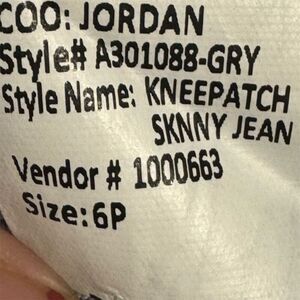 COO: JORDAN
Style# A301088-GRY
Style Name: KNEEPATCH
SKNNY JEAN
Vendor # 1000663
Size: 6P